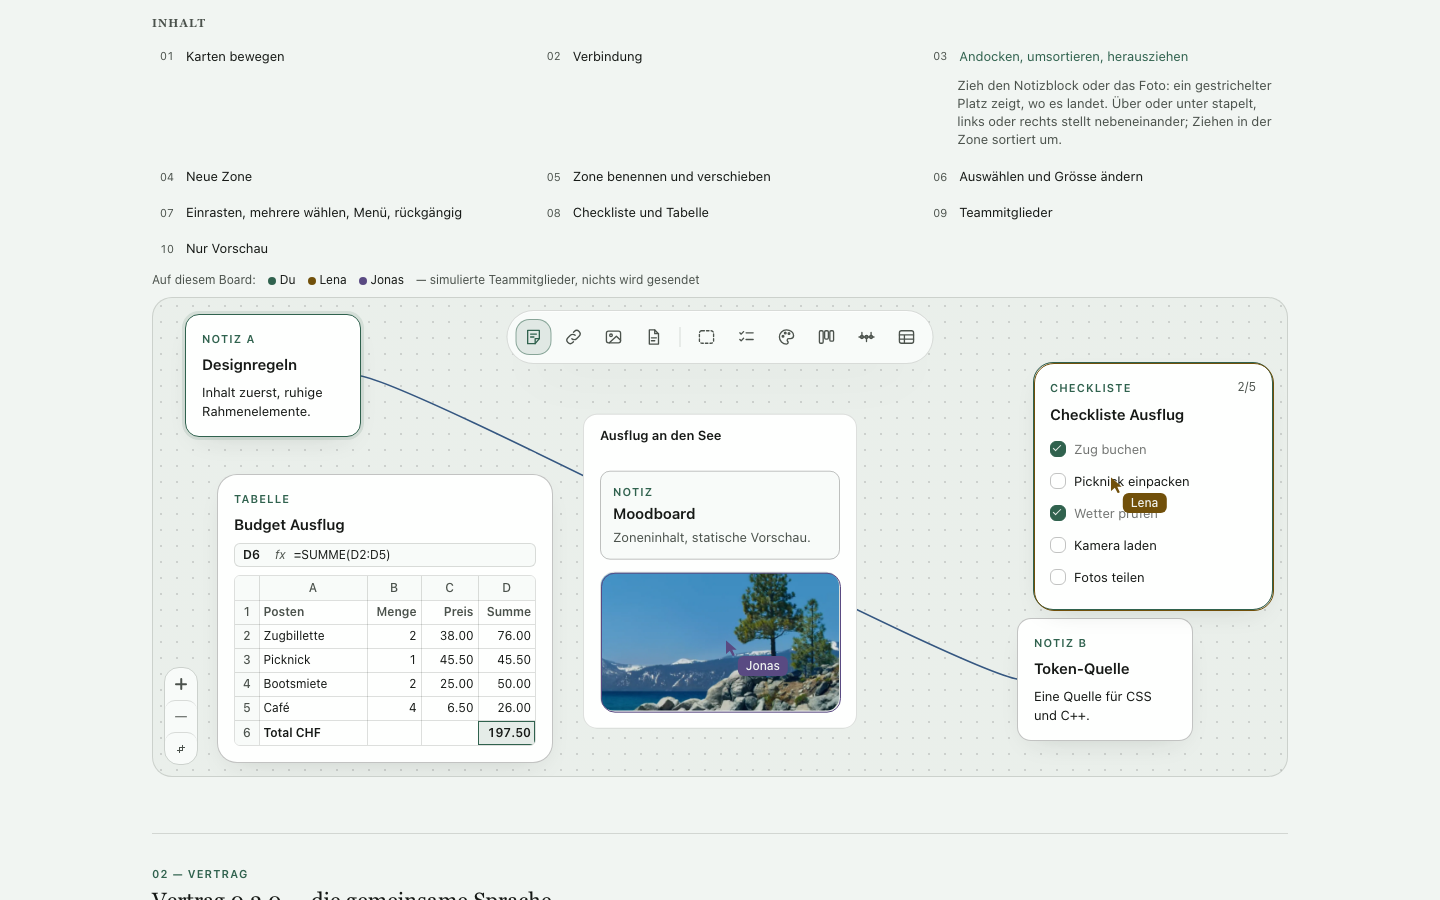 INHALT
01 Karten bewegen
02 Verbindung
03 Andocken, umsortieren, herausziehen
Zieh den Notizblock oder das Foto: ein gestrichelter
Platz zeigt, wo es landet. Über oder unter stapelt,
links oder rechts stellt nebeneinander; Ziehen in der
Zone sortiert um.
04 Neue Zone
05 Zone benennen und verschieben
06 Auswählen und Grösse ändern
07 Einrasten, mehrere wählen, Menü, rückgängig
08 Checkliste und Tabelle
09 Teammitglieder
10 Nur Vorschau
Auf diesem Board: Du Lena Jonas — simulierte Teammitglieder, nichts wird gesendet
NOTIZ A
Designregeln
Inhalt zuerst, ruhige
Rahmenelemente.
TABELLE
Budget Ausflug
D6 fx =SUMME(D2:D5)
A B C D
1 Posten Menge Preis Summe
2 Zugbillette 2 38.00 76.00
3 Picknick 1 45.50 45.50
4 Bootsmiete 2 25.00 50.00
5 Café 4 6.50 26.00
6 Total CHF 197.50
Ausflug an den See
NOTIZ
Moodboard
Zoneninhalt, statische Vorschau.
Jonas
CHECKLISTE 2/5
Checkliste Ausflug
Zug buchen
Picknick einpacken
Lena
Wetter prüfen
Kamera laden
Fotos teilen
NOTIZ B
Token-Quelle
Eine Quelle für CSS
und C++.
02 — VERTRAG